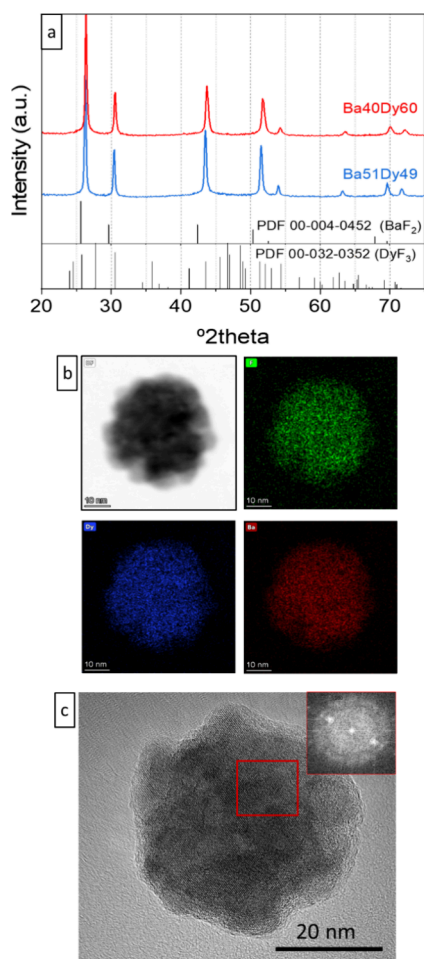 a
Intensity (a.u.)
Ba40Dy60
Ba51Dy49
PDF 00-004-0452 (BaF₂)
PDF 00-032-0352 (DyF₃)
20 30 40 50 60 70
º2theta
b
10 nm
10 nm
Dy
Ba
10 nm
10 nm
c
20 nm